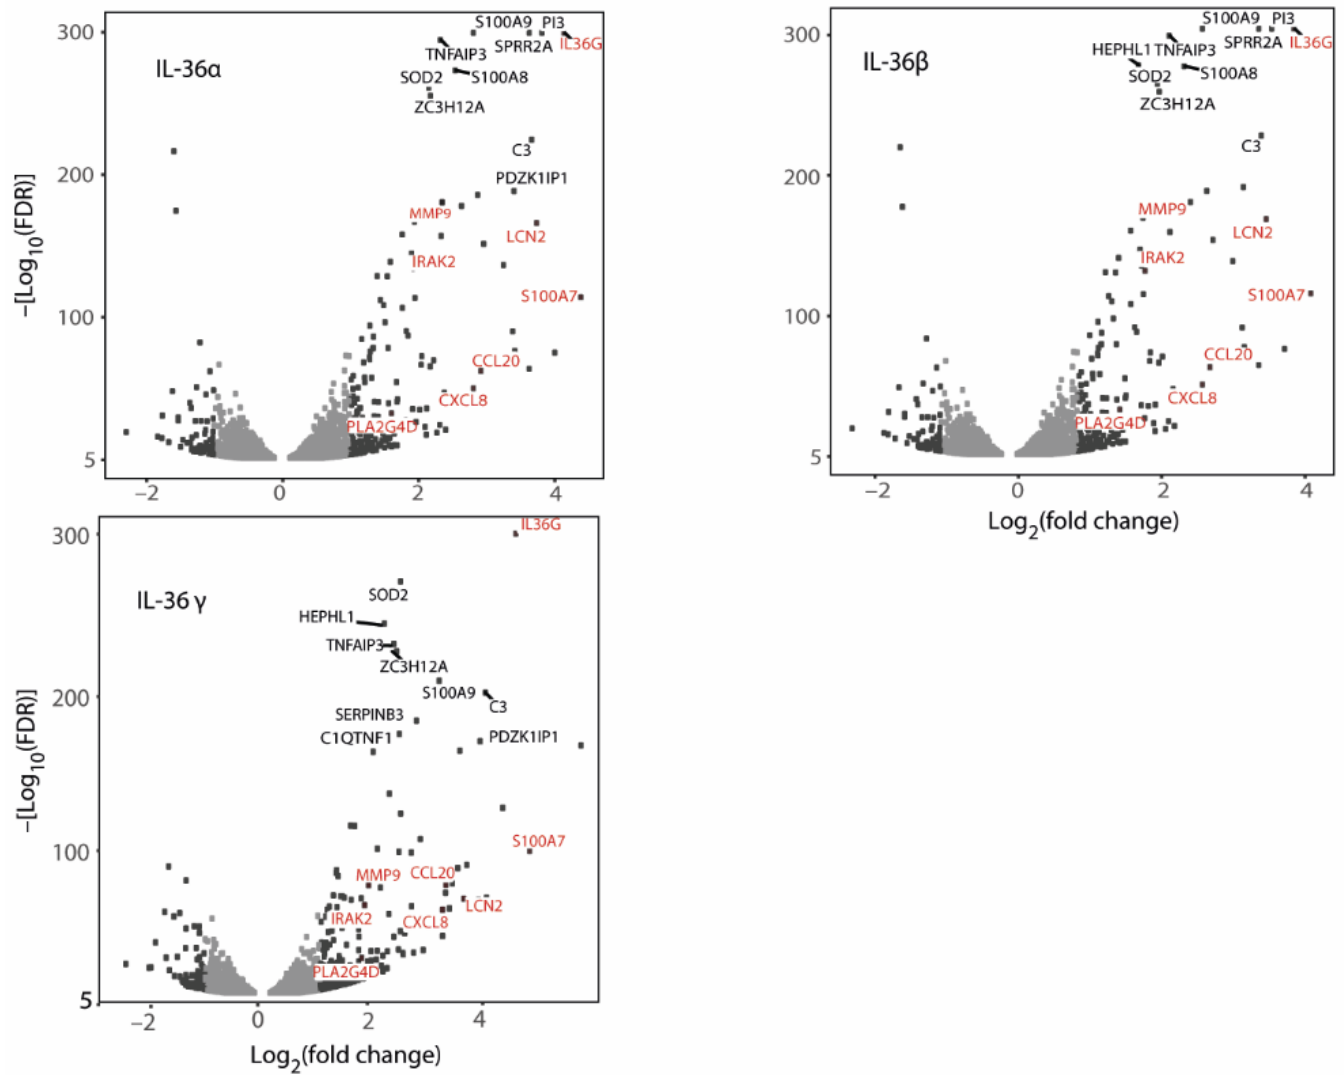 300
S100A9 PI3
SPRR2A IL36G
TNFAIP3
IL-36α
SOD2 S100A8
ZC3H12A
C3
200
PDZK1IP1
MMP9
LCN2
IRAK2
S100A7
100
CCL20
CXCL8
PLA2G4D
5
−2 0 2 4
−[Log10(FDR)]
300
S100A9 PI3
HEPHL1 TNFAIP3 SPRR2A IL36G
IL-36β
SOD2 S100A8
ZC3H12A
C3
200
MMP9
LCN2
IRAK2
S100A7
100
CCL20
CXCL8
PLA2G4D
5
−2 0 2 4
Log2(fold change)
IL36G
300
SOD2
IL-36 γ
HEPHL1
TNFAIP3
ZC3H12A
200
S100A9
C3
SERPINB3
C1QTNF1 PDZK1IP1
S100A7
100
MMP9 CCL20
LCN2
IRAK2 CXCL8
PLA2G4D
5
−2 0 2 4
−[Log10(FDR)]
Log2(fold change)